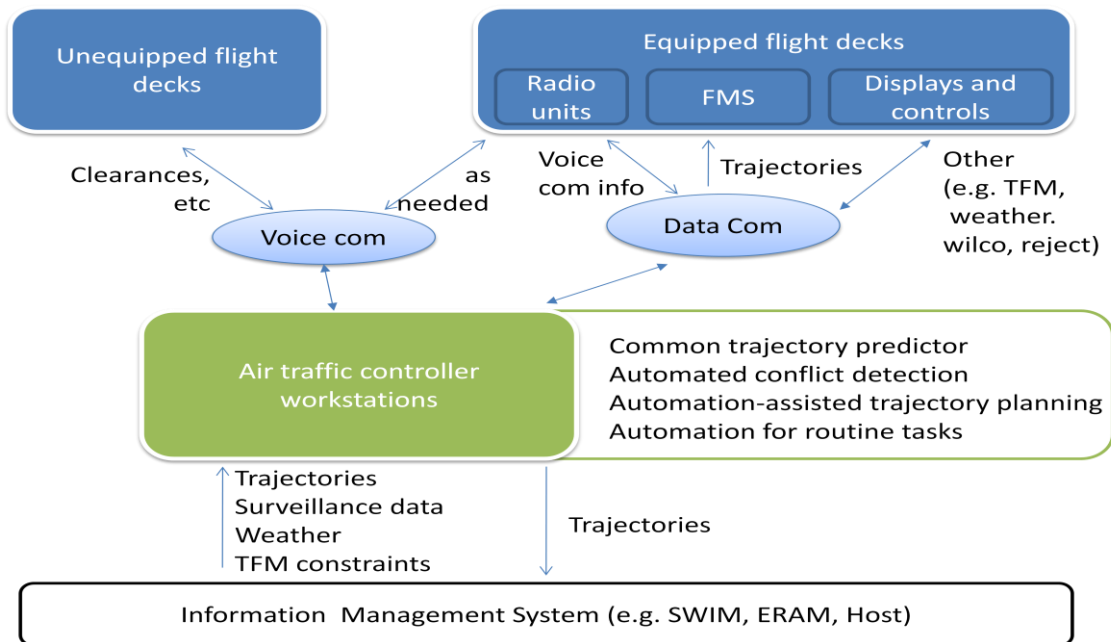 Unequipped flight
decks
Equipped flight decks
Radio
units
FMS
Displays and
controls
Clearances,
etc
as
needed
Voice
com info
Trajectories
Other
(e.g. TFM,
weather.
wilco, reject)
Voice com
Data Com
Air traffic controller
workstations
Common trajectory predictor
Automated conflict detection
Automation-assisted trajectory planning
Automation for routine tasks
Trajectories
Surveillance data
Weather
TFM constraints
Trajectories
Information Management System (e.g. SWIM, ERAM, Host)